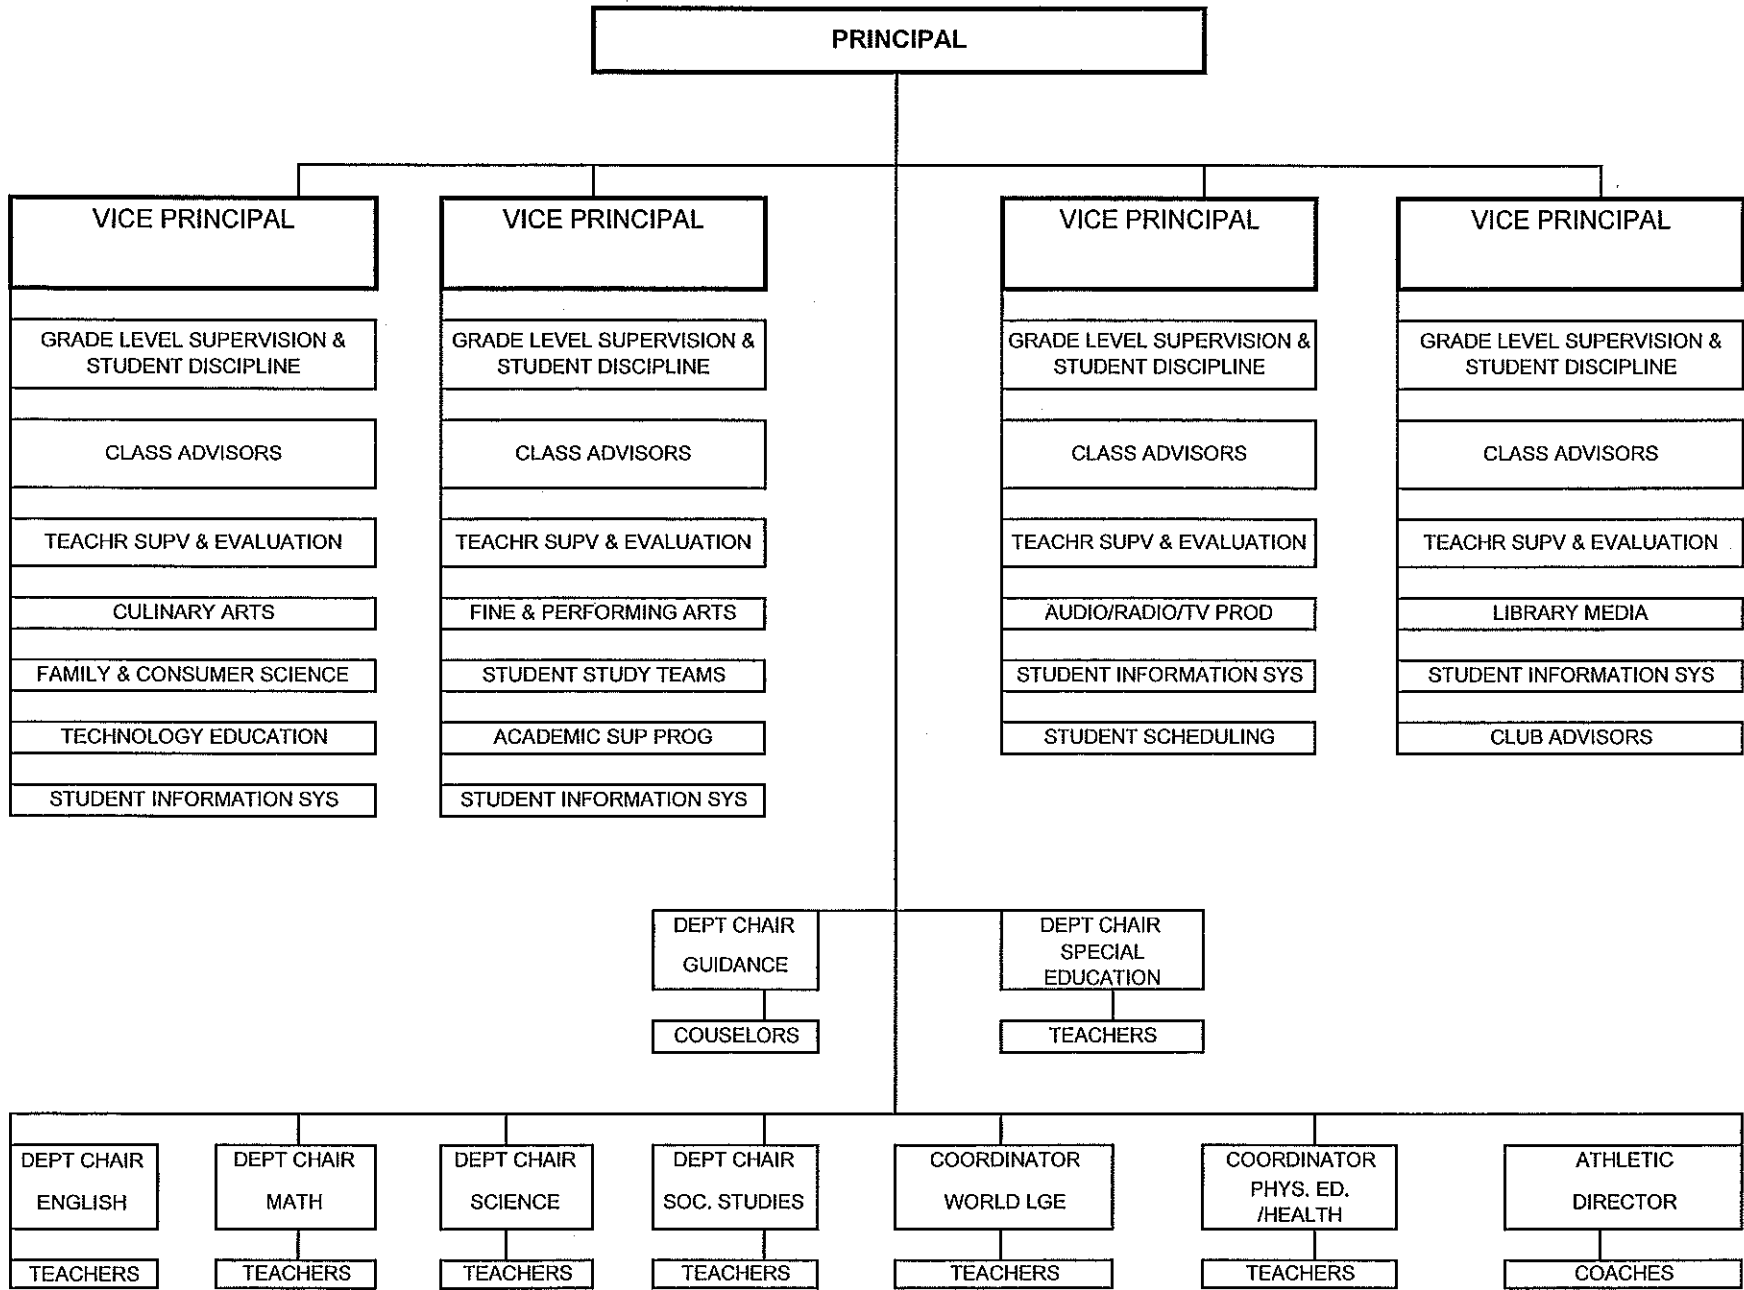 PRINCIPAL
VICE PRINCIPAL
GRADE LEVEL SUPERVISION &
STUDENT DISCIPLINE
CLASS ADVISORS
TEACHR SUPV & EVALUATION
CULINARY ARTS
FAMILY & CONSUMER SCIENCE
TECHNOLOGY EDUCATION
STUDENT INFORMATION SYS
VICE PRINCIPAL
GRADE LEVEL SUPERVISION &
STUDENT DISCIPLINE
CLASS ADVISORS
TEACHR SUPV & EVALUATION
FINE & PERFORMING ARTS
STUDENT STUDY TEAMS
ACADEMIC SUP PROG
STUDENT INFORMATION SYS
VICE PRINCIPAL
GRADE LEVEL SUPERVISION &
STUDENT DISCIPLINE
CLASS ADVISORS
TEACHR SUPV & EVALUATION
AUDIO/RADIO/TV PROD
STUDENT INFORMATION SYS
STUDENT SCHEDULING
VICE PRINCIPAL
GRADE LEVEL SUPERVISION &
STUDENT DISCIPLINE
CLASS ADVISORS
TEACHR SUPV & EVALUATION
LIBRARY MEDIA
STUDENT INFORMATION SYS
CLUB ADVISORS
DEPT CHAIR
GUIDANCE
COUSELORS
DEPT CHAIR
SPECIAL
EDUCATION
TEACHERS
DEPT CHAIR
ENGLISH
TEACHERS
DEPT CHAIR
MATH
TEACHERS
DEPT CHAIR
SCIENCE
TEACHERS
DEPT CHAIR
SOC. STUDIES
TEACHERS
COORDINATOR
WORLD LGE
TEACHERS
COORDINATOR
PHYS. ED.
/HEALTH
TEACHERS
ATHLETIC
DIRECTOR
COACHES